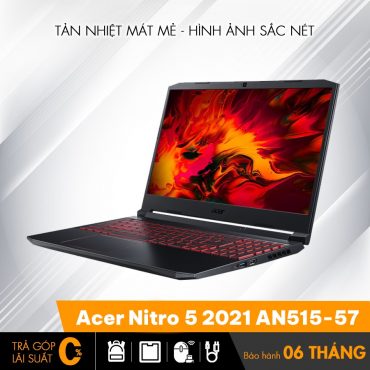 TẢN NHIỆT MÁT MẺ - HÌNH ẢNH SẮC NÉT
acer
Acer Nitro 5 2021 AN515-57
TRẢ GÓP
LÃI SUẤT
0%
Bảo hành 06 THÁNG